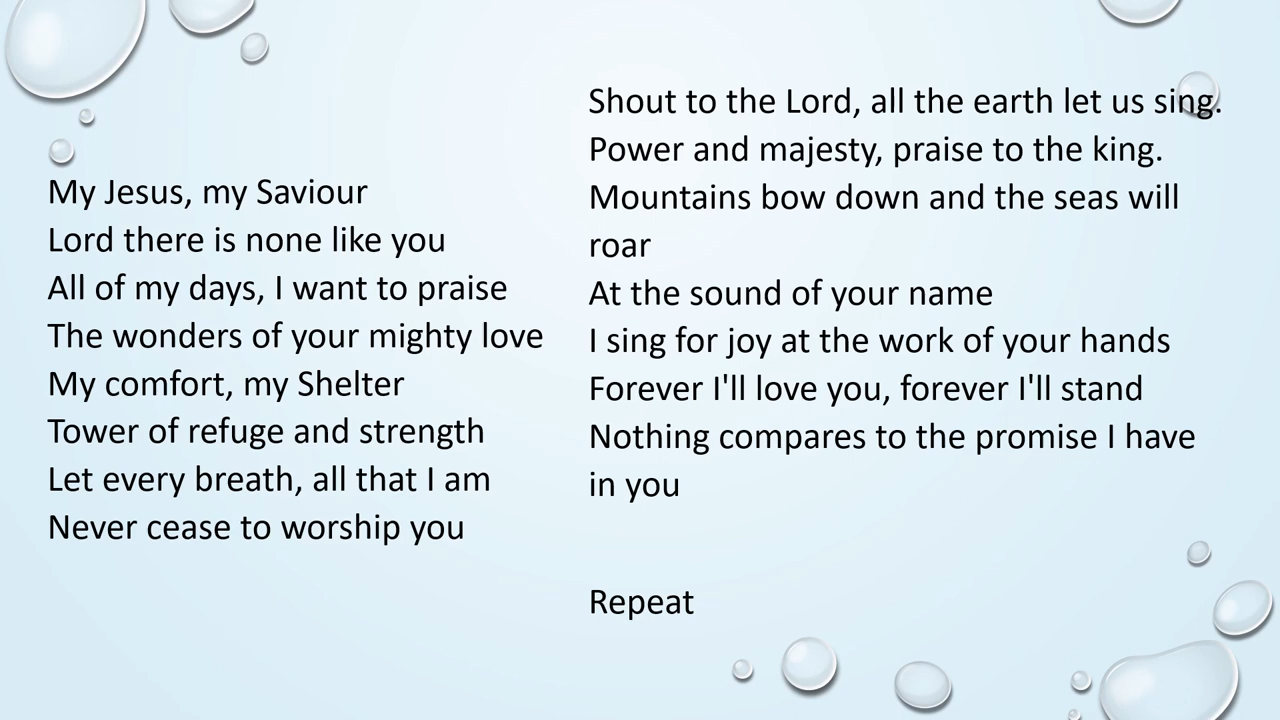 My Jesus, my Saviour
Lord there is none like you
All of my days, I want to praise
The wonders of your mighty love
My comfort, my Shelter
Tower of refuge and strength
Let every breath, all that I am
Never cease to worship you
Shout to the Lord, all the earth let us sing.
Power and majesty, praise to the king.
Mountains bow down and the seas will
roar
At the sound of your name
I sing for joy at the work of your hands
Forever I'll love you, forever I'll stand
Nothing compares to the promise I have
in you
Repeat